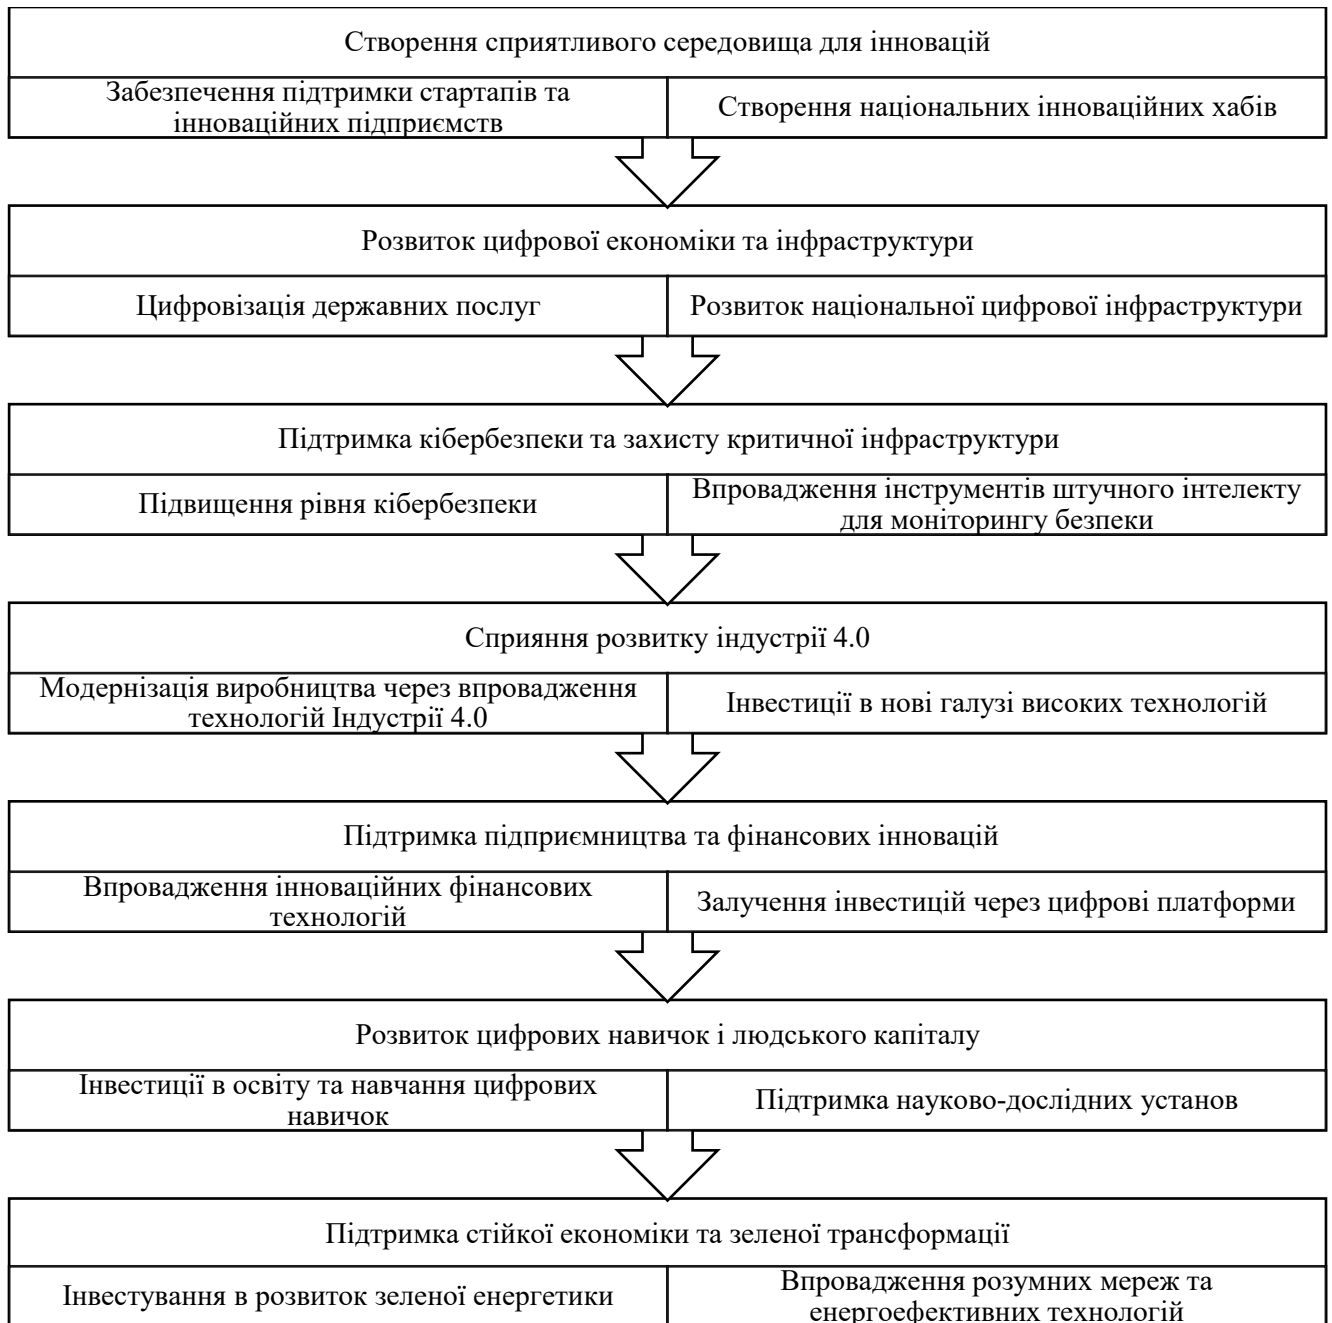 Створення сприятливого середовища для інновацій
Забезпечення підтримки стартапів та
інноваційних підприємств
Створення національних інноваційних хабів
Розвиток цифрової економіки та інфраструктури
Цифровізація державних послуг
Розвиток національної цифрової інфраструктури
Підтримка кібербезпеки та захисту критичної інфраструктури
Підвищення рівня кібербезпеки
Впровадження інструментів штучного інтелекту
для моніторингу безпеки
Сприяння розвитку індустрії 4.0
Модернізація виробництва через впровадження
технологій Індустрії 4.0
Інвестиції в нові галузі високих технологій
Підтримка підприємництва та фінансових інновацій
Впровадження інноваційних фінансових
технологій
Залучення інвестицій через цифрові платформи
Розвиток цифрових навичок і людського капіталу
Інвестиції в освіту та навчання цифрових
навичок
Підтримка науково-дослідних установ
Підтримка стійкої економіки та зеленої трансформації
Інвестування в розвиток зеленої енергетики
Впровадження розумних мереж та
енергоефективних технологій